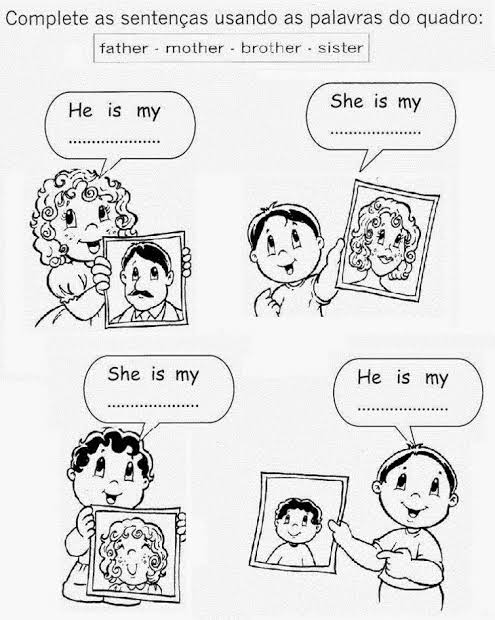 Complete as sentenças usando as palavras do quadro:
father - mother - brother - sister
He is my
....................
She is my
....................
She is my
....................
He is my
....................